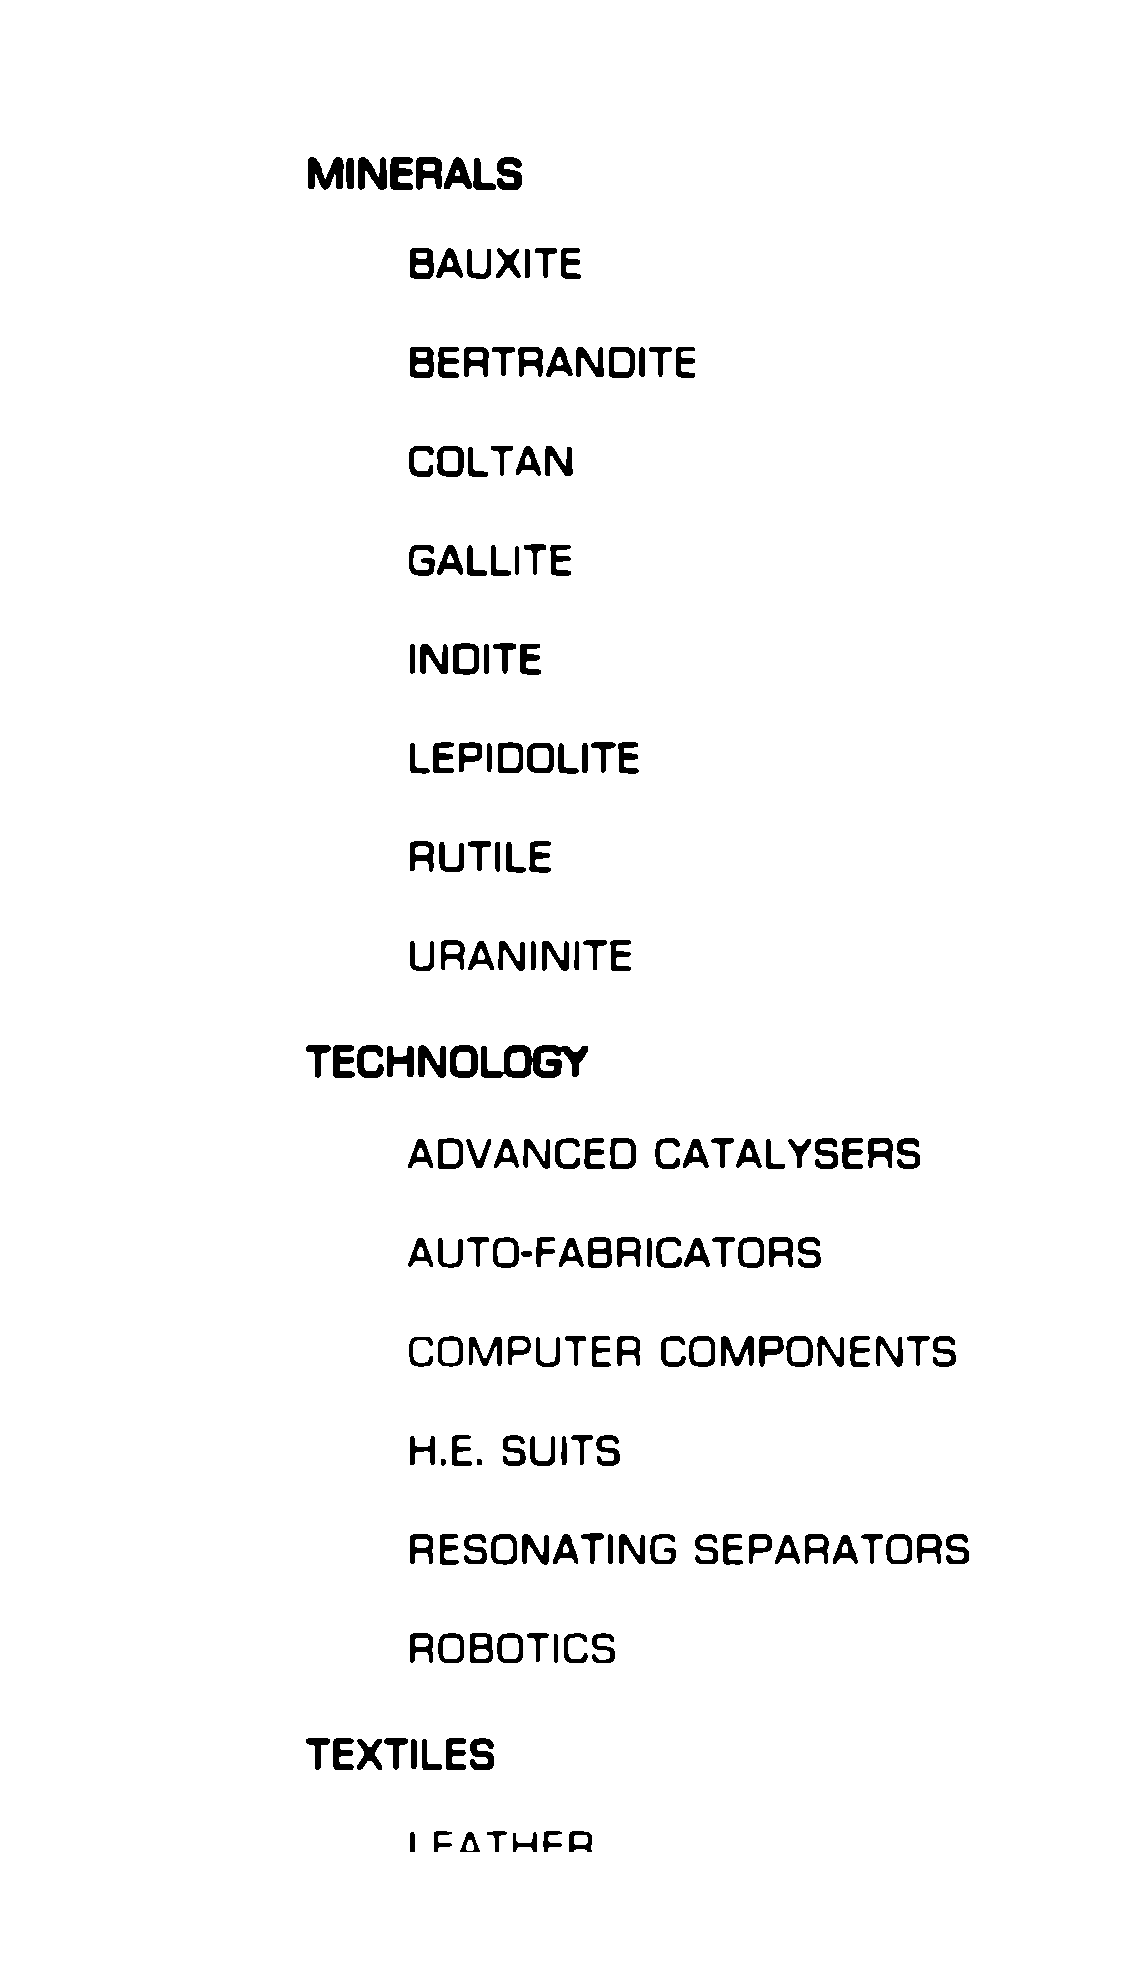 MINERALS
BAUXITE
BERTRANDITE
COLTAN
GALLITE
INDITE
LEPIDOLITE
RUTILE
URANINITE
TECHNOLOGY
ADVANCED CATALYSERS
AUTO-FABRICATORS
COMPUTER COMPONENTS
H.E. SUITS
RESONATING SEPARATORS
ROBOTICS
TEXTILES
LEATHER